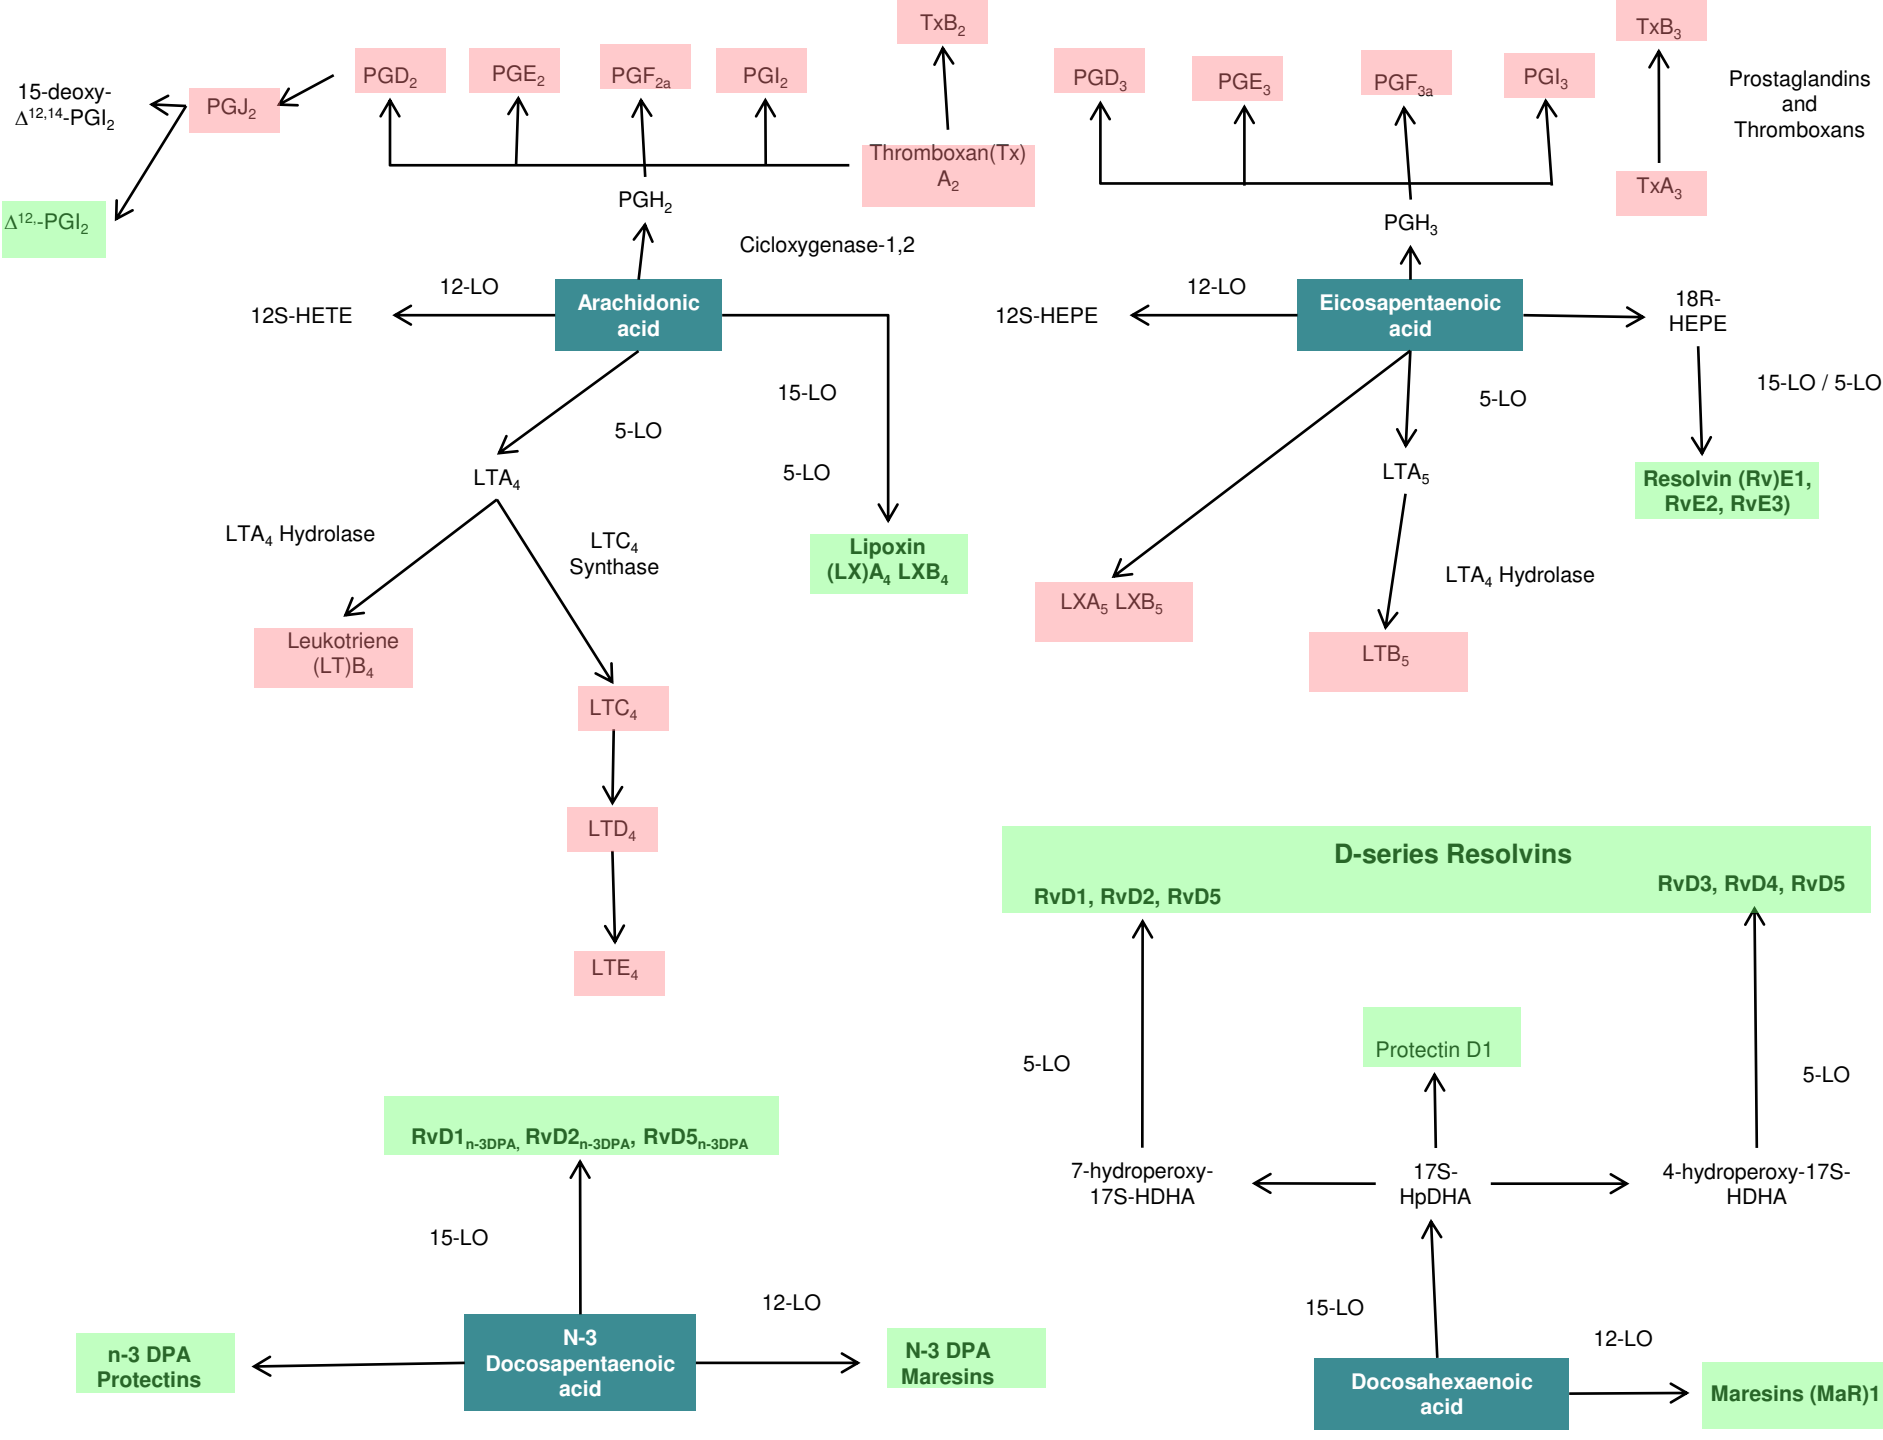 TxB2
TxB3
PGD2
PGE2
PGF2a
PGI2
PGD3
PGE3
PGF3a
PGI3
Prostaglandins
and
Thromboxans
15-deoxy-
Δ12,14-PGI2
PGJ2
Thromboxan(Tx)
A2
TxA3
Δ12,-PGI2
PGH2
PGH3
Cicloxygenase-1,2
12-LO
Arachidonic
acid
12S-HETE
12-LO
Eicosapentaenoic
acid
12S-HEPE
18R-
HEPE
15-LO
5-LO
5-LO
5-LO
15-LO / 5-LO
LTA4
LTA5
Resolvin (Rv)E1,
RvE2, RvE3)
LTA4 Hydrolase
LTC4
Synthase
Lipoxin
(LX)A4 LXB4
LTA4 Hydrolase
LXA5 LXB5
Leukotriene
(LT)B4
LTB5
LTC4
LTD4
LTE4
D-series Resolvins
RvD1, RvD2, RvD5
RvD3, RvD4, RvD5
Protectin D1
5-LO
5-LO
7-hydroperoxy-
17S-HDHA
17S-
HpDHA
4-hydroperoxy-17S-
HDHA
15-LO
12-LO
Docosahexaenoic
acid
Maresins (MaR)1
RvD1n-3DPA, RvD2n-3DPA, RvD5n-3DPA
15-LO
12-LO
n-3 DPA
Protectins
N-3
Docosapentaenoic
acid
N-3 DPA
Maresins